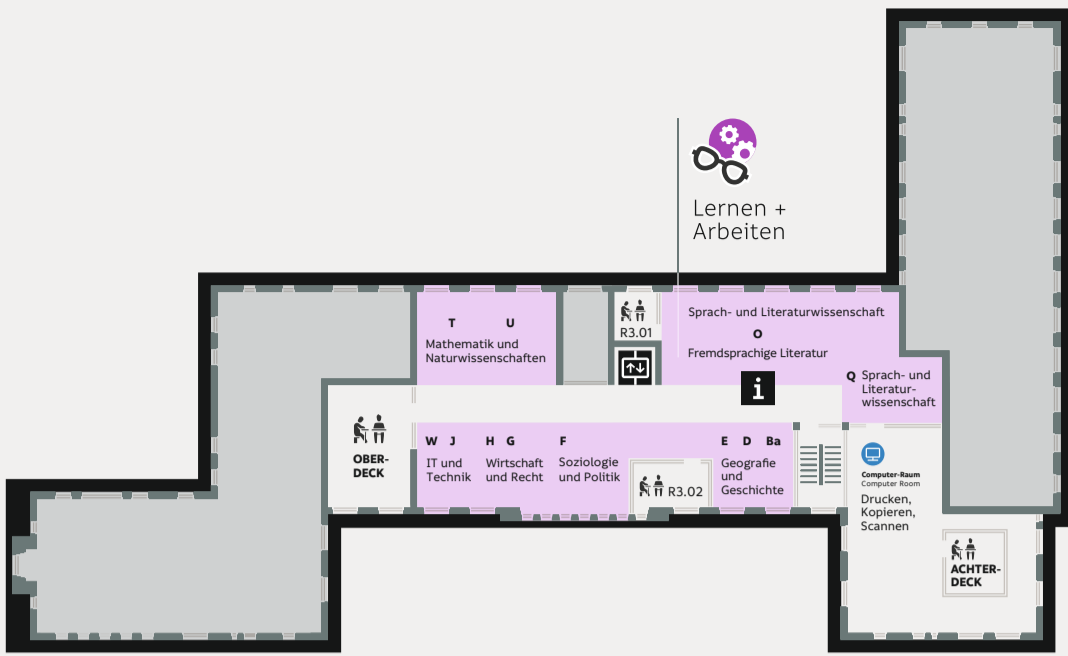 Lernen +
Arbeiten
T U
Mathematik und
Naturwissenschaften
R3.01
Sprach- und Literaturwissenschaft
O
Fremdsprachige Literatur
i
Q Sprach- und
Literatur-
wissenschaft
OBER-
DECK
W J
IT und
Technik
H G
Wirtschaft
und Recht
F
Soziologie
und Politik
R3.02
E D Ba
Geografie
und
Geschichte
Computer-Raum
Computer Room
Drucken,
Kopieren,
Scannen
ACHTER-
DECK